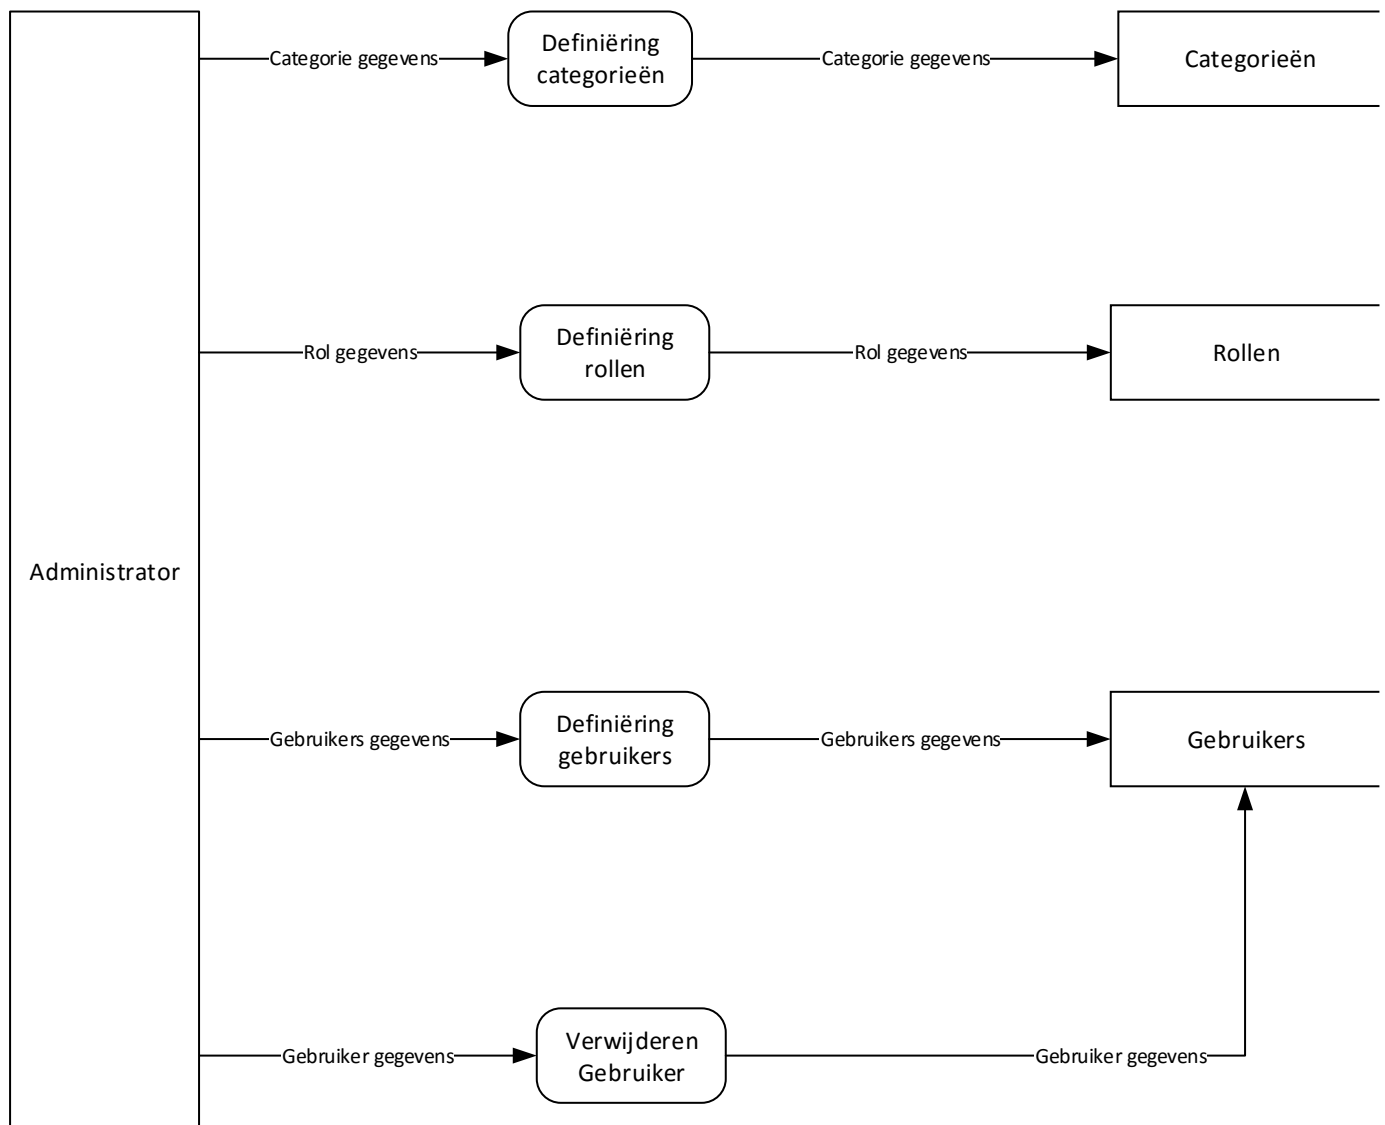 Categorie gegevens
Definiëring
categorieën
Categorie gegevens
Categorieën
Rol gegevens
Definiëring
rollen
Rol gegevens
Rollen
Administrator
Gebruikers gegevens
Definiëring
gebruikers
Gebruikers gegevens
Gebruikers
Gebruiker gegevens
Verwijderen
Gebruiker
Gebruiker gegevens